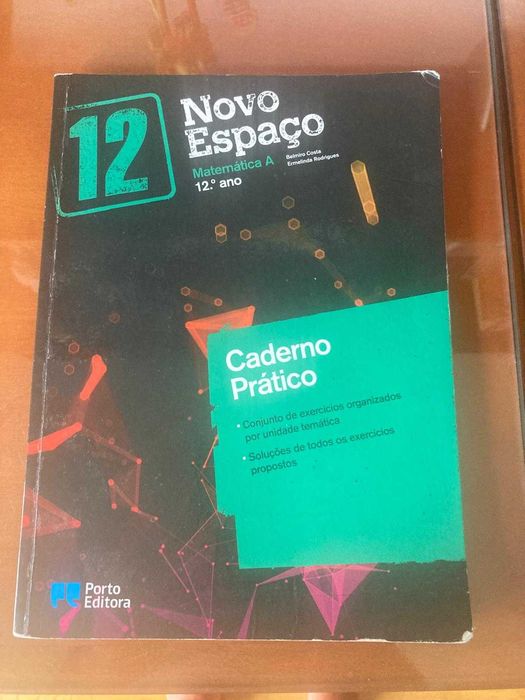 12
Novo
Espaço
Belmiro Costa
Ermelinda Rodrigues
Matemática A
12.º ano
Caderno
Prático
• Conjunto de exercícios organizados
por unidade temática
• Soluções de todos os exercícios
propostos
Porto
Editora